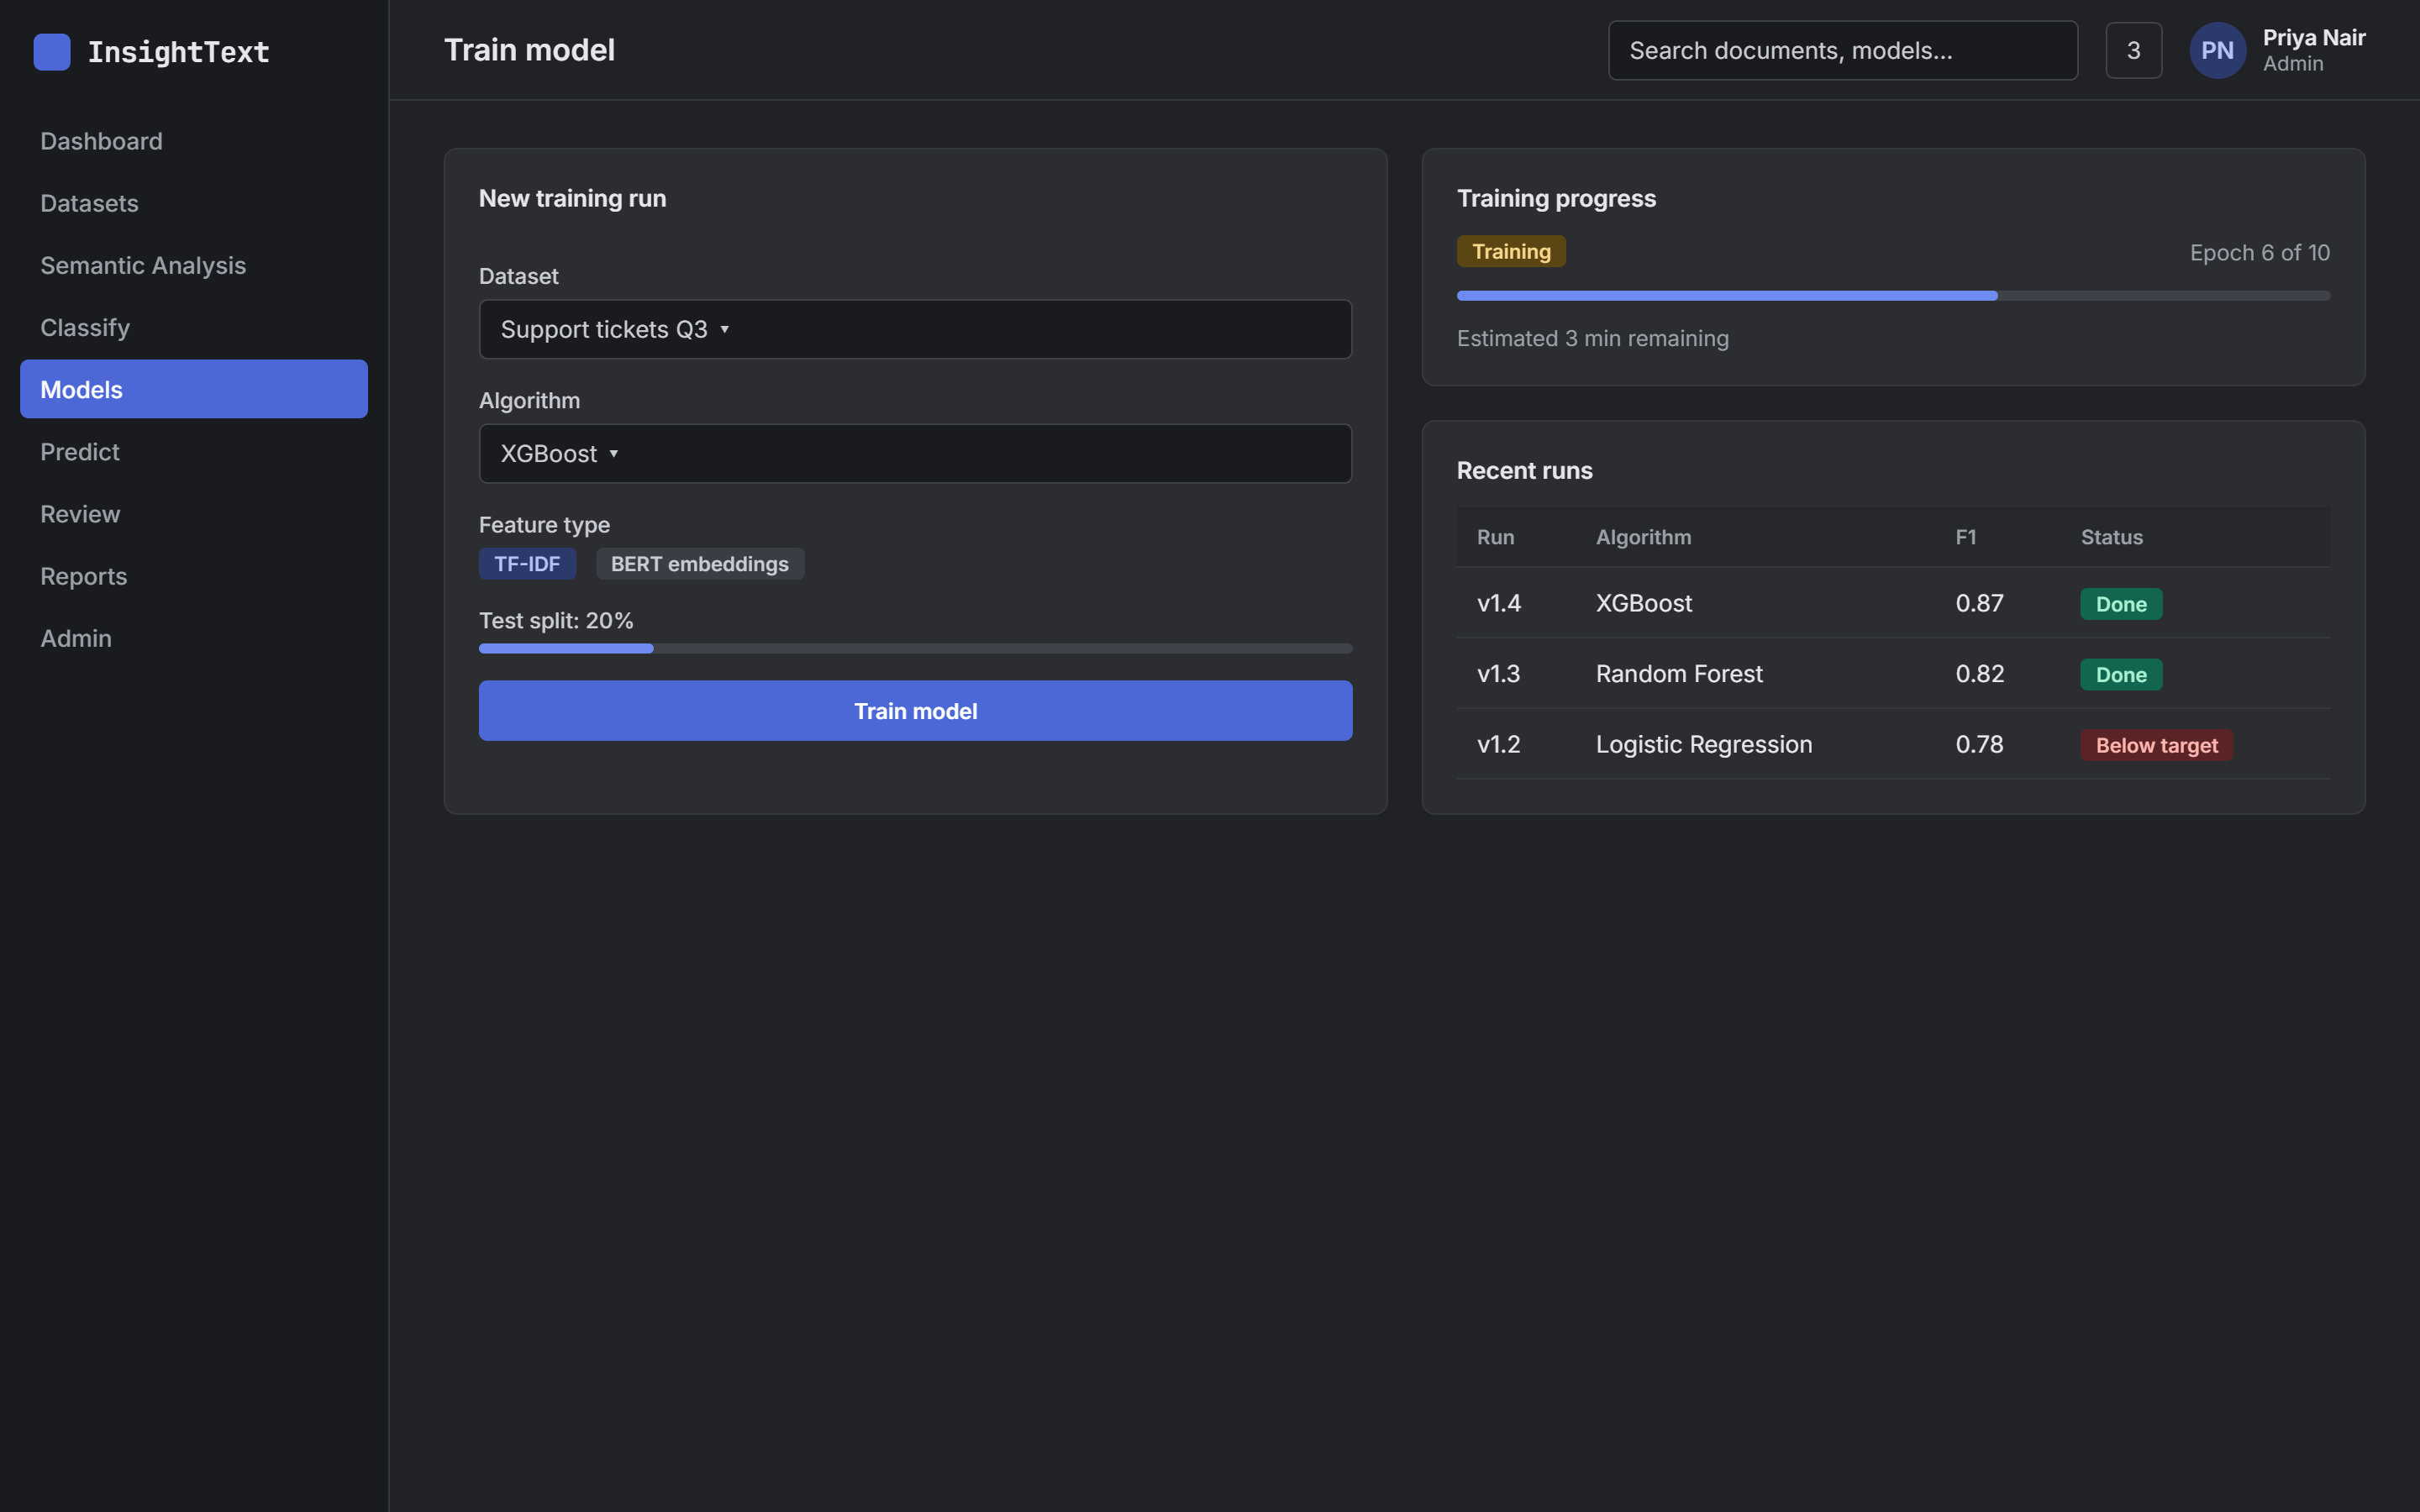 InsightText
Dashboard
Datasets
Semantic Analysis
Classify
Models
Predict
Review
Reports
Admin
Train model
Search documents, models...
3
PN
Priya Nair
Admin
New training run
Dataset
Support tickets Q3 ▾
Algorithm
XGBoost ▾
Feature type
TF-IDF BERT embeddings
Test split: 20%
Train model
Training progress
Training Epoch 6 of 10
Estimated 3 min remaining
Recent runs
Run Algorithm F1 Status
v1.4 XGBoost 0.87 Done
v1.3 Random Forest 0.82 Done
v1.2 Logistic Regression 0.78 Below target